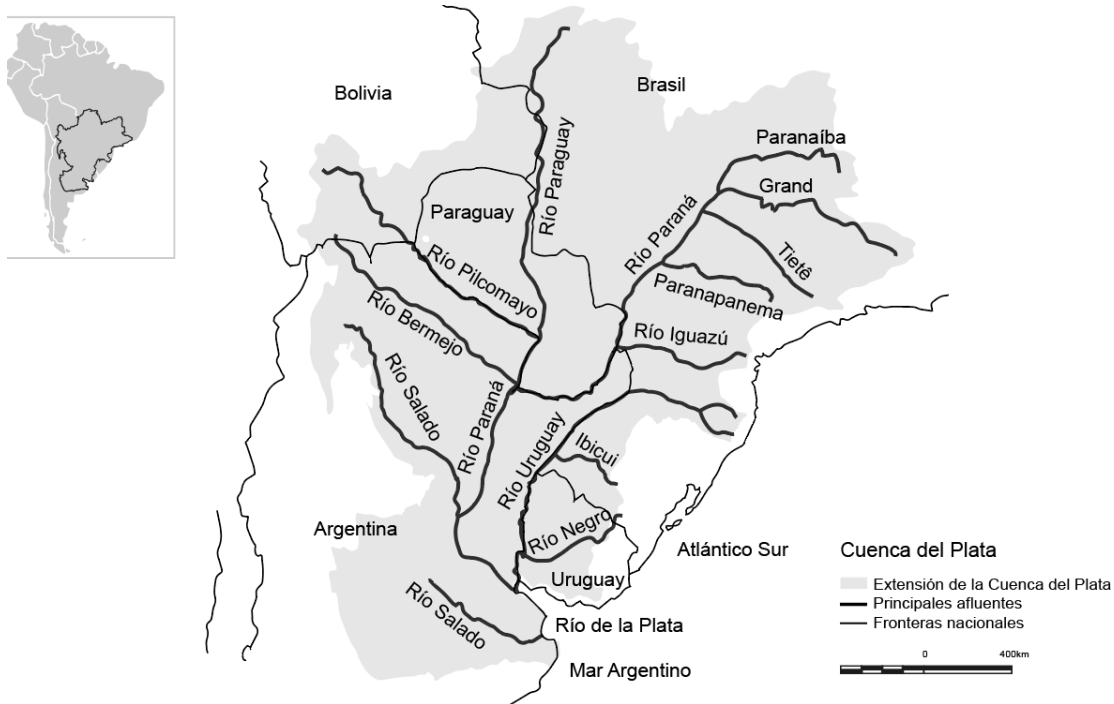 Bolivia
Brasil
Paranaíba
Grand
Río Paraguay
Paraguay
Río Paraná
Tietê
Río Pilcomayo
Paranapanema
Río Bermejo
Río Iguazú
Río Salado
Río Paraná
Río Uruguay
Ibicui
Argentina
Río Negro
Atlántico Sur
Uruguay
Río Salado
Río de la Plata
Mar Argentino
Cuenca del Plata
Extensión de la Cuenca del Plata
Principales afluentes
Fronteras nacionales
0 400km